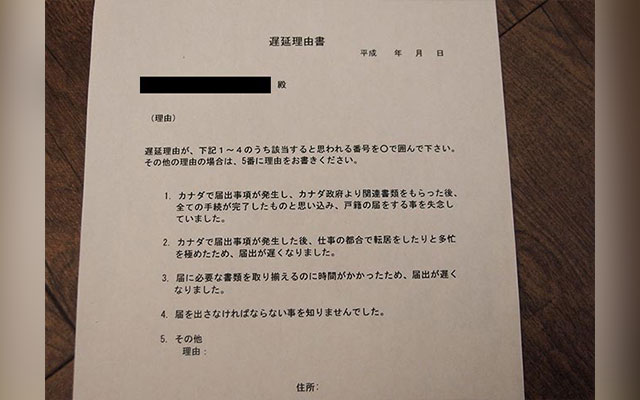 遅延理由書
平成　年　月　日
殿
（理由）
遅延理由が、下記１～４のうち該当すると思われる番号を〇で囲んで下さい。
その他の理由の場合は、5番に理由をお書きください。
1. カナダで届出事項が発生し、カナダ政府より関連書類をもらった後、
全ての手続が完了したものと思い込み、戸籍の届をする事を失念
していました。
2. カナダで届出事項が発生した後、仕事の都合で転居をしたりと多忙
を極めたため、届出が遅くなりました。
3. 届に必要な書類を取り揃えるのに時間がかかったため、届出が遅く
なりました。
4. 届を出さなければならない事を知りませんでした。
5. その他
理由：
住所：